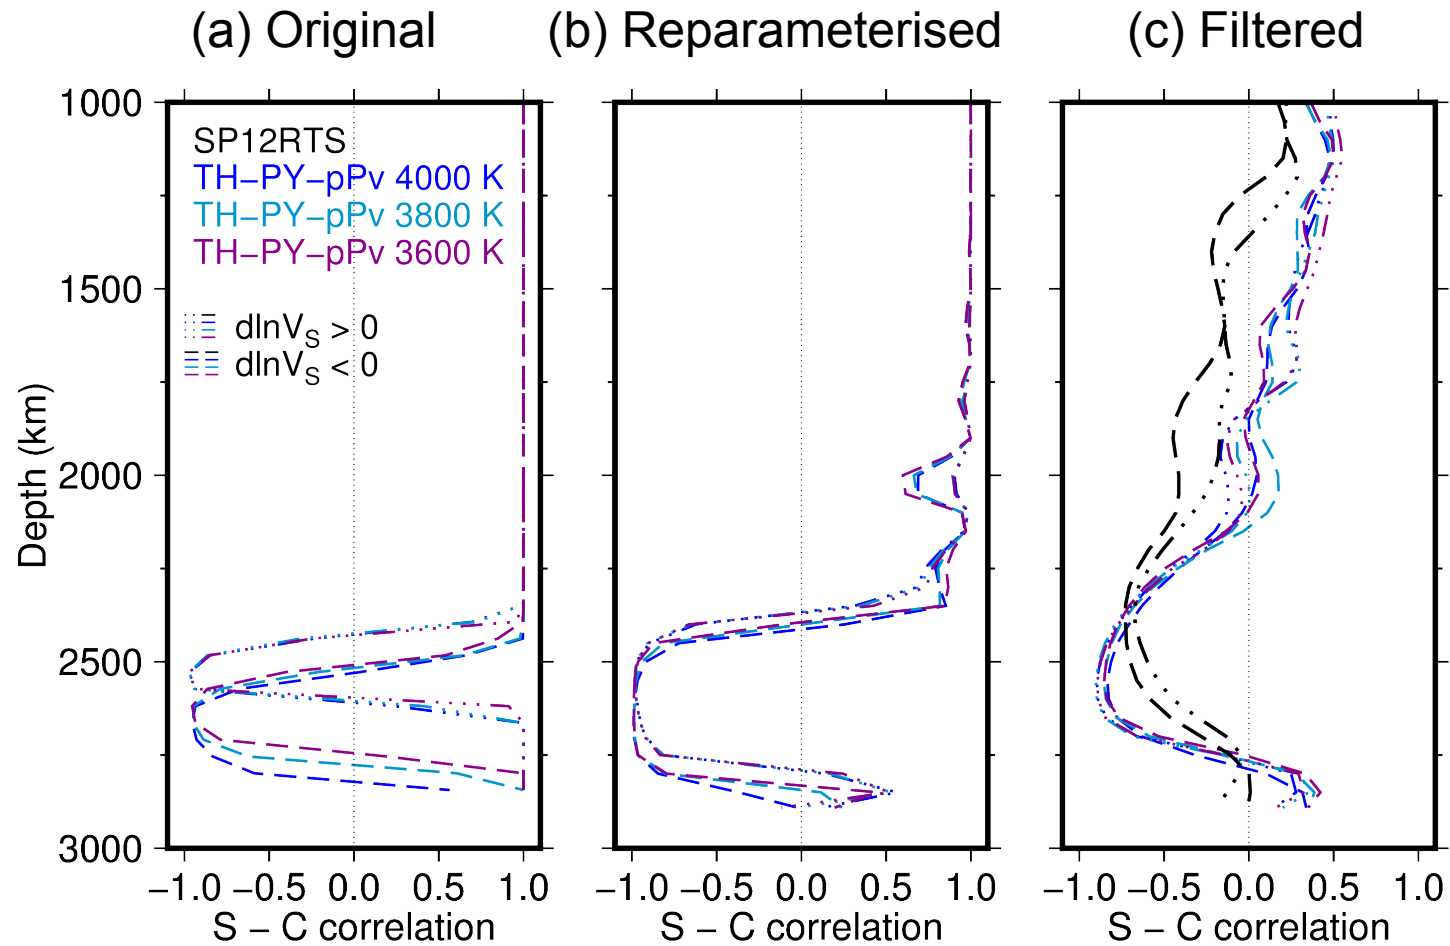 (a) Original
(b) Reparameterised
(c) Filtered
SP12RTS
TH−PY−pPv 4000 K
TH−PY−pPv 3800 K
TH−PY−pPv 3600 K
dlnVS > 0
dlnVS < 0
Depth (km)
1000
1500
2000
2500
3000
−1.0 −0.5 0.0 0.5 1.0
−1.0 −0.5 0.0 0.5 1.0
−1.0 −0.5 0.0 0.5 1.0
S − C correlation
S − C correlation
S − C correlation